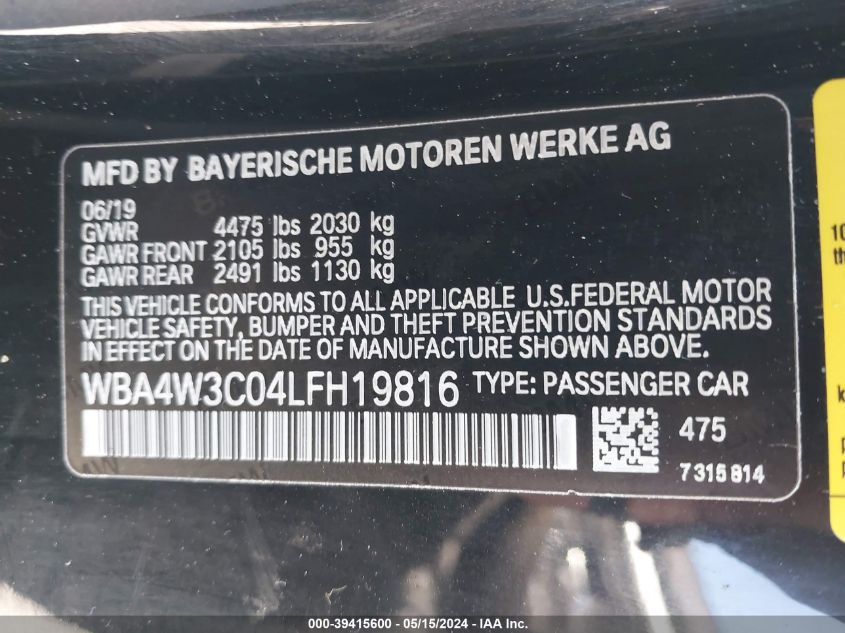 MFD BY BAYERISCHE MOTOREN WERKE AG
06/19
GVWR 4475 lbs 2030 kg
GAWR FRONT 2105 lbs 955 kg
GAWR REAR 2491 lbs 1130 kg
THIS VEHICLE CONFORMS TO ALL APPLICABLE U.S.FEDERAL MOTOR
VEHICLE SAFETY, BUMPER AND THEFT PREVENTION STANDARDS
IN EFFECT ON THE DATE OF MANUFACTURE SHOWN ABOVE.
WBA4W3C04LFH19816 TYPE: PASSENGER CAR
475
7315814
10
th
k
000-39415600 - 05/15/2024 - IAA Inc.